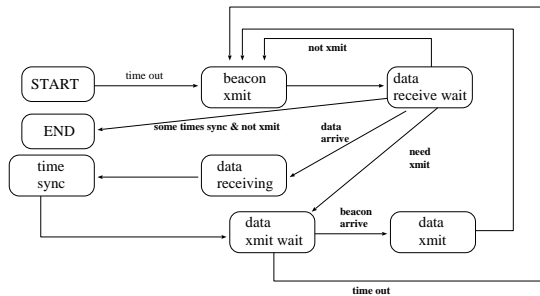 not xmit
time out
START
beacon
xmit
data
receive wait
some times sync & not xmit
END
data
arrive
need
xmit
time
sync
data
receiving
data
xmit wait
beacon
arrive
data
xmit
time out